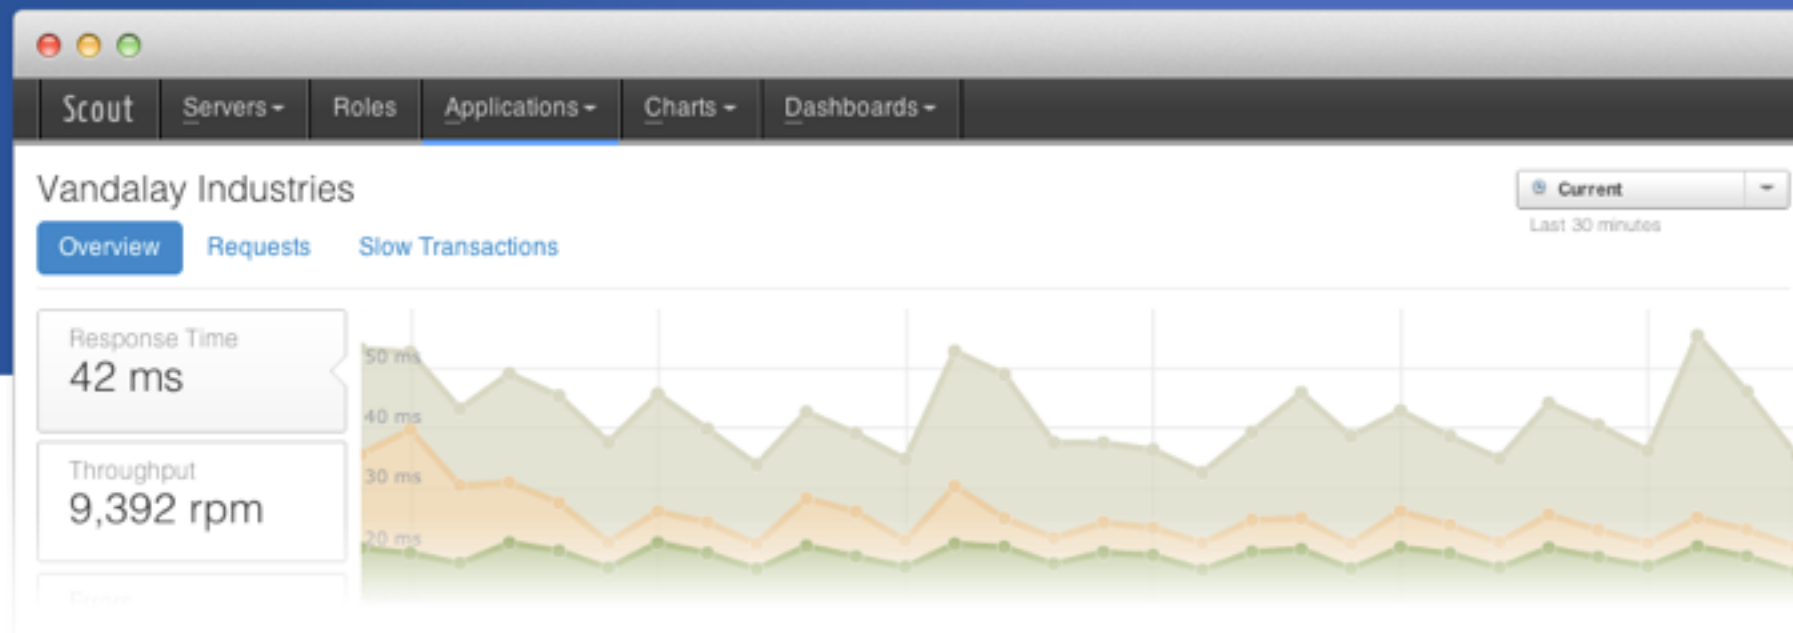 Scout Servers Roles Applications Charts Dashboards
Vandalay Industries
Current
Last 30 minutes
Overview Requests Slow Transactions
Response Time
42 ms
Throughput
9,392 rpm
Errors
50 ms
40 ms
30 ms
20 ms